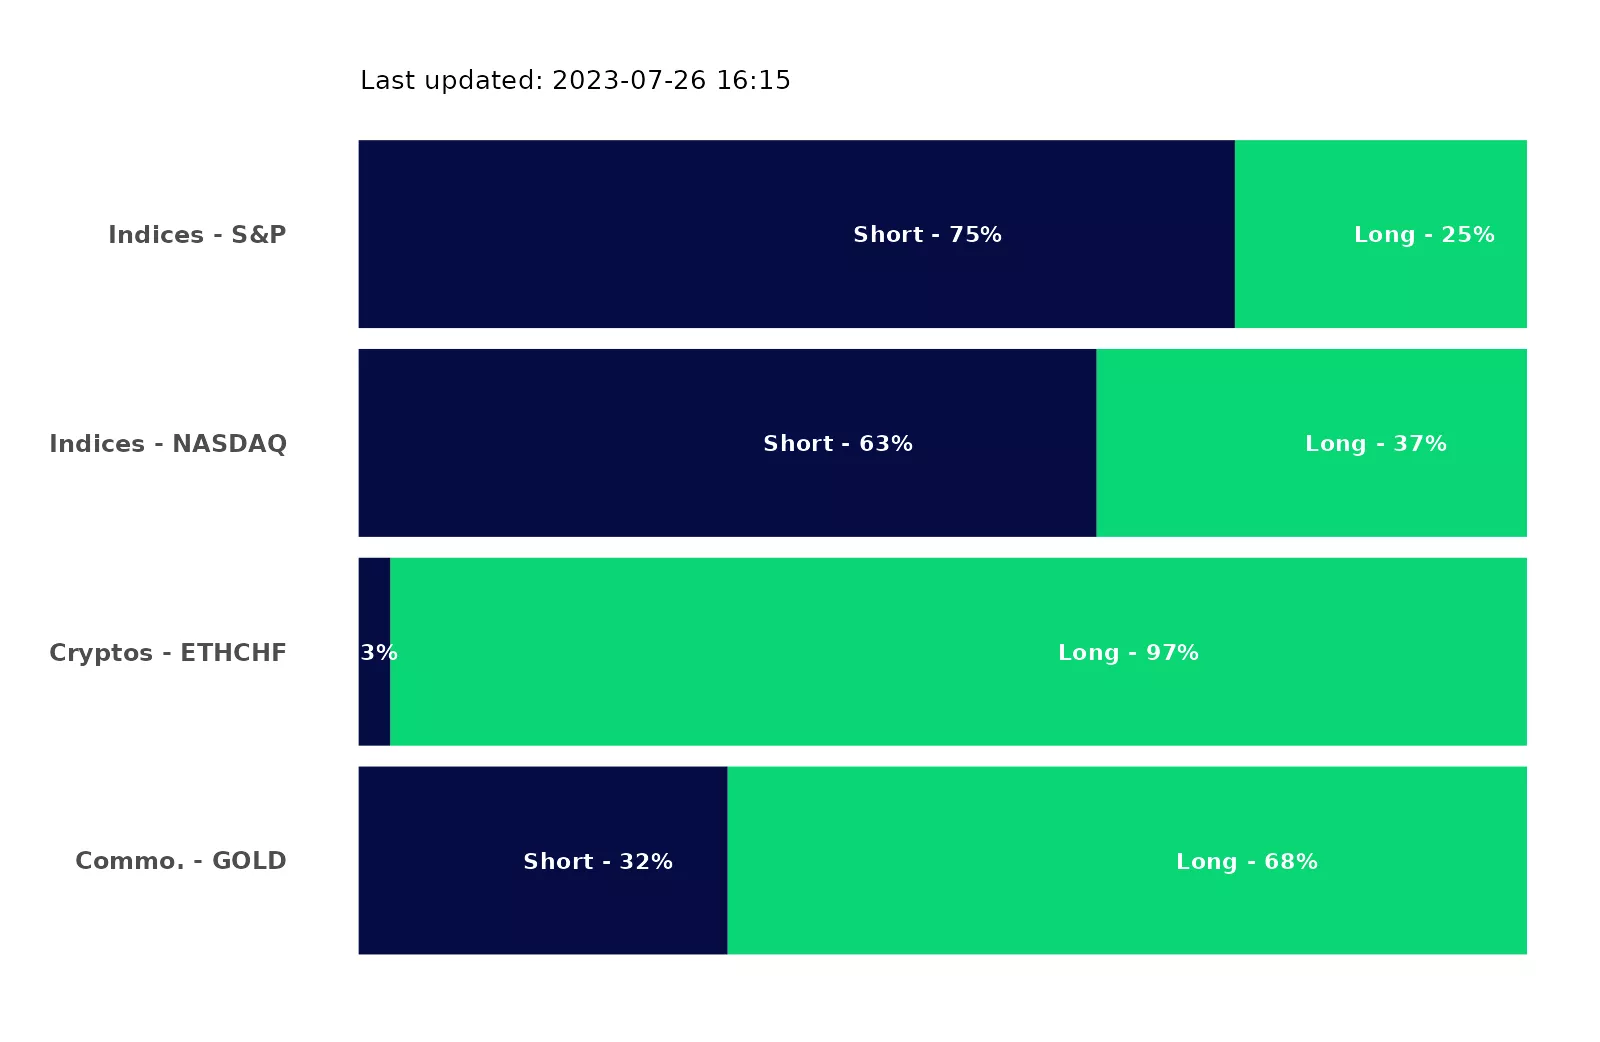 Last updated: 2023-07-26 16:15
Indices - S&P Short - 75% Long - 25%
Indices - NASDAQ Short - 63% Long - 37%
Cryptos - ETHCHF 3% Long - 97%
Commo. - GOLD Short - 32% Long - 68%